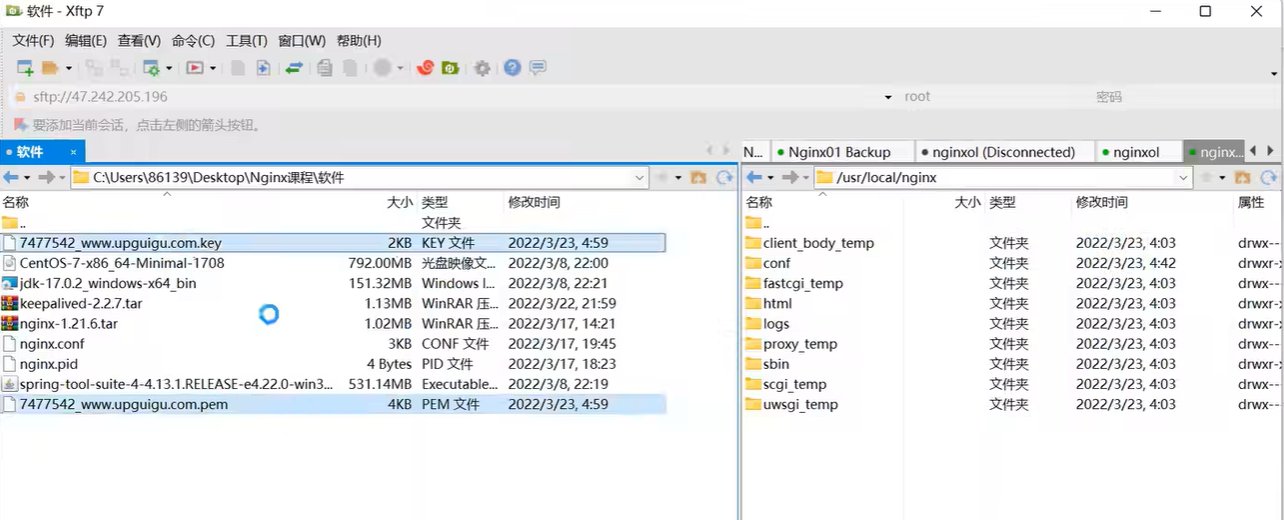 软件 - Xftp 7
文件(F) 编辑(E) 查看(V) 命令(C) 工具(T) 窗口(W) 帮助(H)
sftp://47.242.205.196 root 密码
要添加当前会话，点击左侧的箭头按钮。
软件 ×
N... Nginx01 Backup nginxol (Disconnected) nginxol nginx...
C:\Users\86139\Desktop\Nginx课程\软件
/usr/local/nginx
名称 大小 类型 修改时间
.. 文件夹
7477542_www.upguigu.com.key 2KB KEY 文件 2022/3/23, 4:59
CentOS-7-x86_64-Minimal-1708 792.00MB 光盘映像文... 2022/3/8, 22:00
jdk-17.0.2_windows-x64_bin 151.32MB Windows I... 2022/3/8, 22:21
keepalived-2.2.7.tar 1.13MB WinRAR 压... 2022/3/22, 21:59
nginx-1.21.6.tar 1.02MB WinRAR 压... 2022/3/17, 14:21
nginx.conf 3KB CONF 文件 2022/3/17, 19:45
nginx.pid 4 Bytes PID 文件 2022/3/17, 18:23
spring-tool-suite-4-4.13.1.RELEASE-e4.22.0-win3... 531.14MB Executable... 2022/3/8, 22:19
7477542_www.upguigu.com.pem 4KB PEM 文件 2022/3/23, 4:59
名称 大小 类型 修改时间 属性
..
client_body_temp 文件夹 2022/3/23, 4:03 drwx--
conf 文件夹 2022/3/23, 4:42 drwxr-x
fastcgi_temp 文件夹 2022/3/23, 4:03 drwx--
html 文件夹 2022/3/23, 4:03 drwxr-x
logs 文件夹 2022/3/23, 4:03 drwxr-x
proxy_temp 文件夹 2022/3/23, 4:03 drwx--
sbin 文件夹 2022/3/23, 4:03 drwxr-x
scgi_temp 文件夹 2022/3/23, 4:03 drwx--
uwsgi_temp 文件夹 2022/3/23, 4:03 drwx--